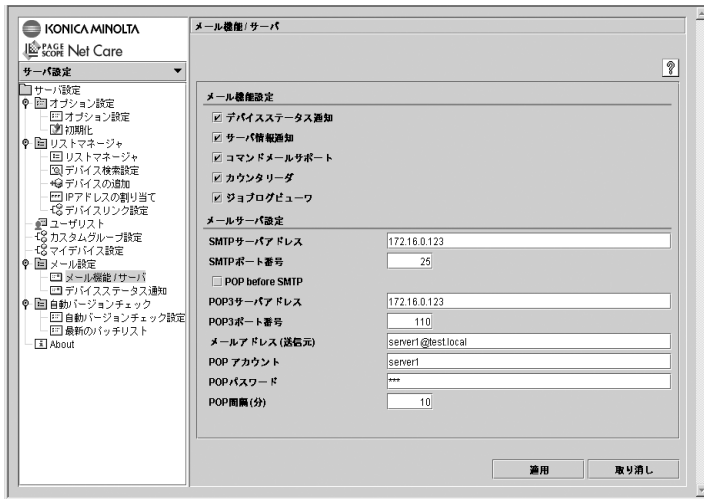 KONICA MINOLTA
PAGE SCOPE Net Care
サーバ設定
サーバ設定
オプション設定
オプション設定
初期化
リストマネージャ
リストマネージャ
デバイス検索設定
デバイスの追加
IPアドレスの割り当て
デバイスリンク設定
ユーザリスト
カスタムグループ設定
マイデバイス設定
メール設定
メール機能/サーバ
デバイスステータス通知
自動バージョンチェック
自動バージョンチェック設定
最新のパッチリスト
About
メール機能/サーバ
?
メール機能設定
デバイスステータス通知
サーバ情報通知
コマンドメールサポート
カウンタリーダ
ジョブログビューワ
メールサーバ設定
SMTPサーバアドレス 172.16.0.123
SMTPポート番号 25
POP before SMTP
POP3サーバアドレス 172.16.0.123
POP3ポート番号 110
メールアドレス(送信元) server1@test.local
POP アカウント server1
POPパスワード ***
POP間隔(分) 10
適用 取り消し